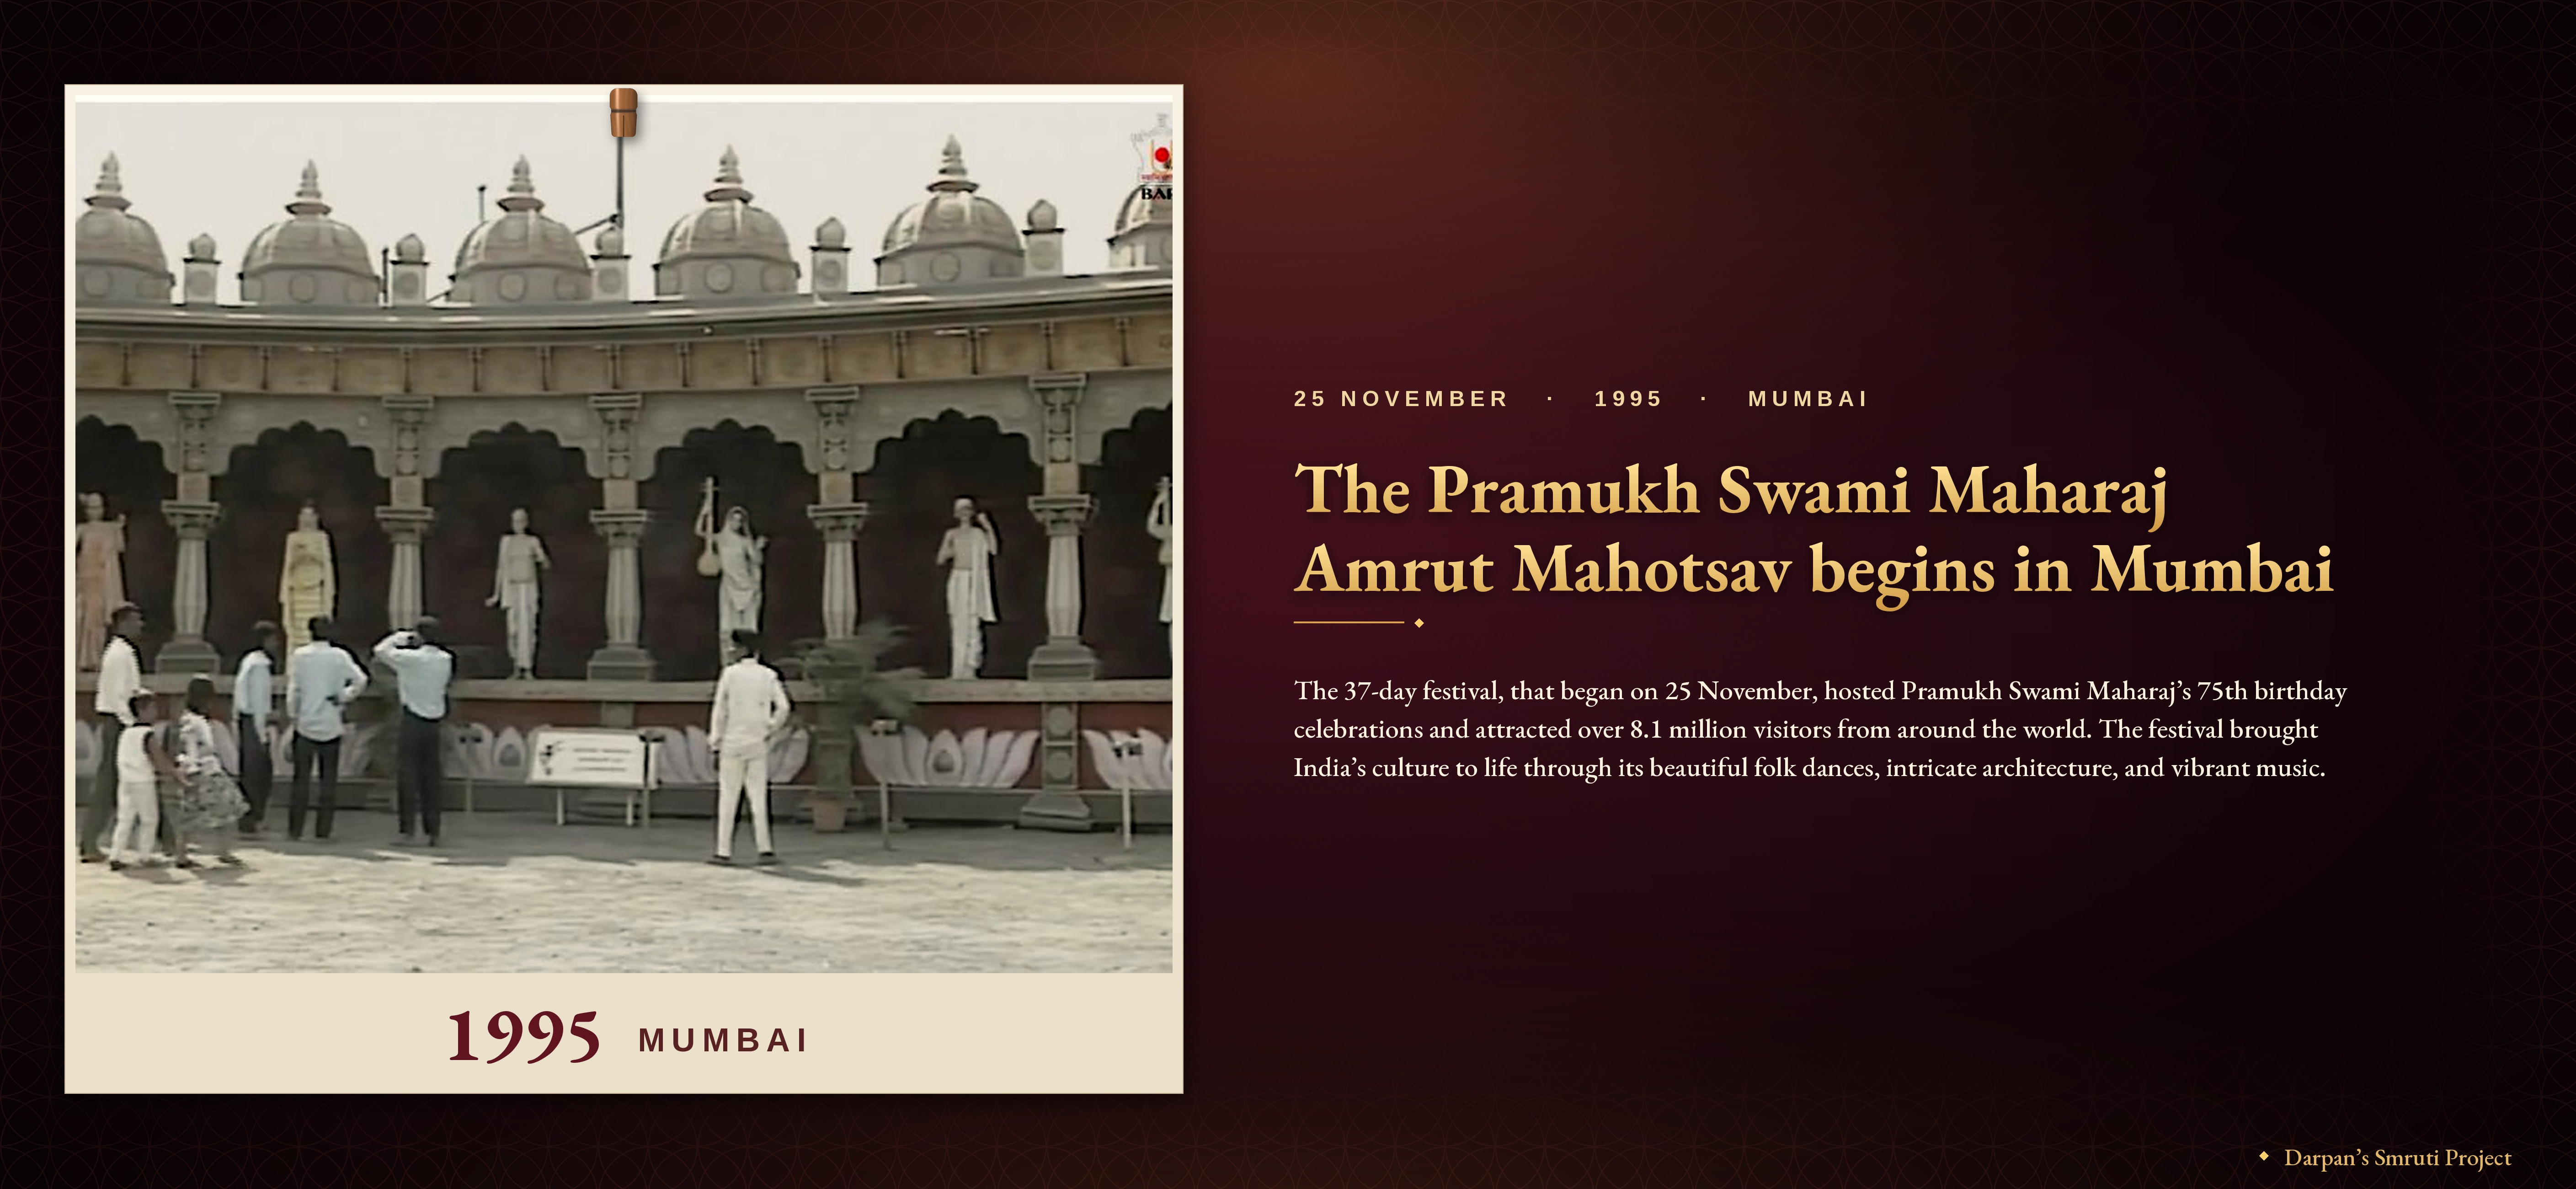 25 NOVEMBER · 1995 · MUMBAI
The Pramukh Swami Maharaj
Amrut Mahotsav begins in Mumbai
The 37-day festival, that began on 25 November, hosted Pramukh Swami Maharaj’s 75th birthday
celebrations and attracted over 8.1 million visitors from around the world. The festival brought
India’s culture to life through its beautiful folk dances, intricate architecture, and vibrant music.
1995 MUMBAI
Darpan’s Smruti Project